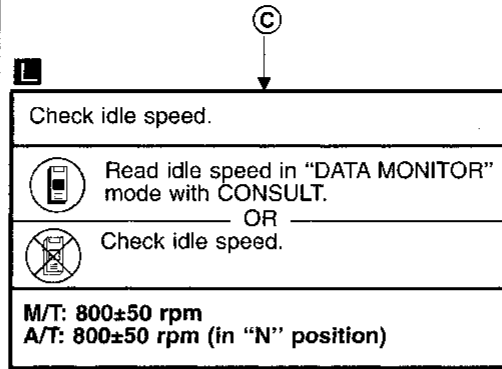 C
L
Check idle speed.
Read idle speed in “DATA MONITOR”
mode with CONSULT.
OR
Check idle speed.
M/T: 800±50 rpm
A/T: 800±50 rpm (in “N” position)